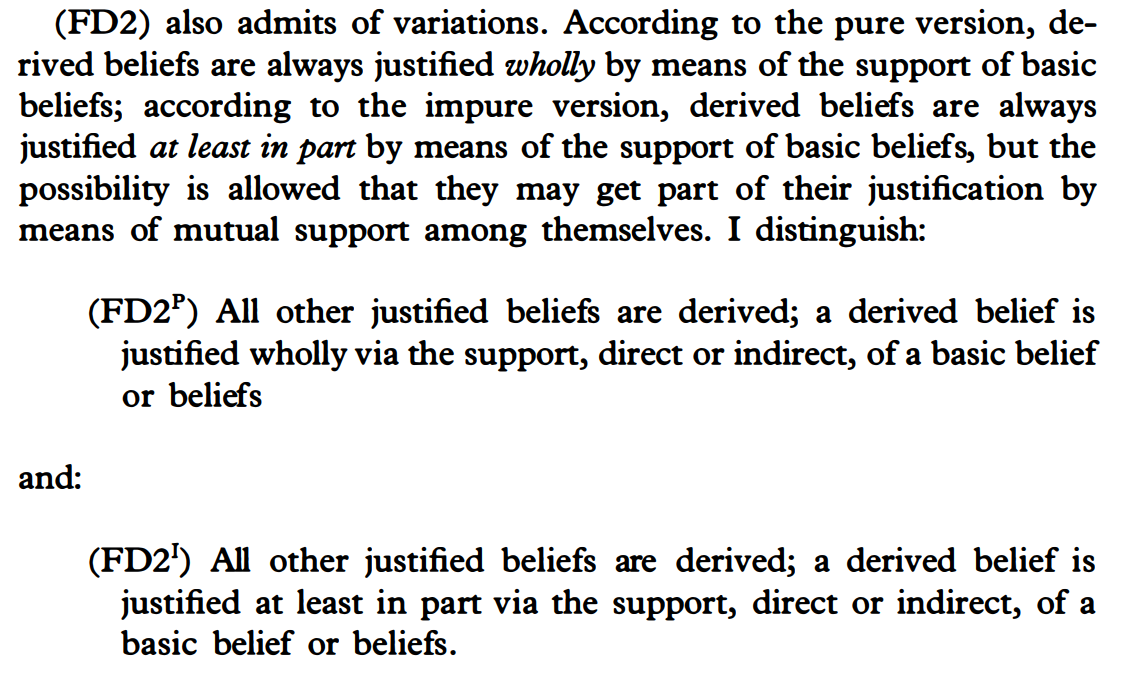 (FD2) also admits of variations. According to the pure version, de-
rived beliefs are always justified wholly by means of the support of basic
beliefs; according to the impure version, derived beliefs are always
justified at least in part by means of the support of basic beliefs, but the
possibility is allowed that they may get part of their justification by
means of mutual support among themselves. I distinguish:
(FD2ᴾ) All other justified beliefs are derived; a derived belief is
justified wholly via the support, direct or indirect, of a basic belief
or beliefs
and:
(FD2ᴵ) All other justified beliefs are derived; a derived belief is
justified at least in part via the support, direct or indirect, of a
basic belief or beliefs.